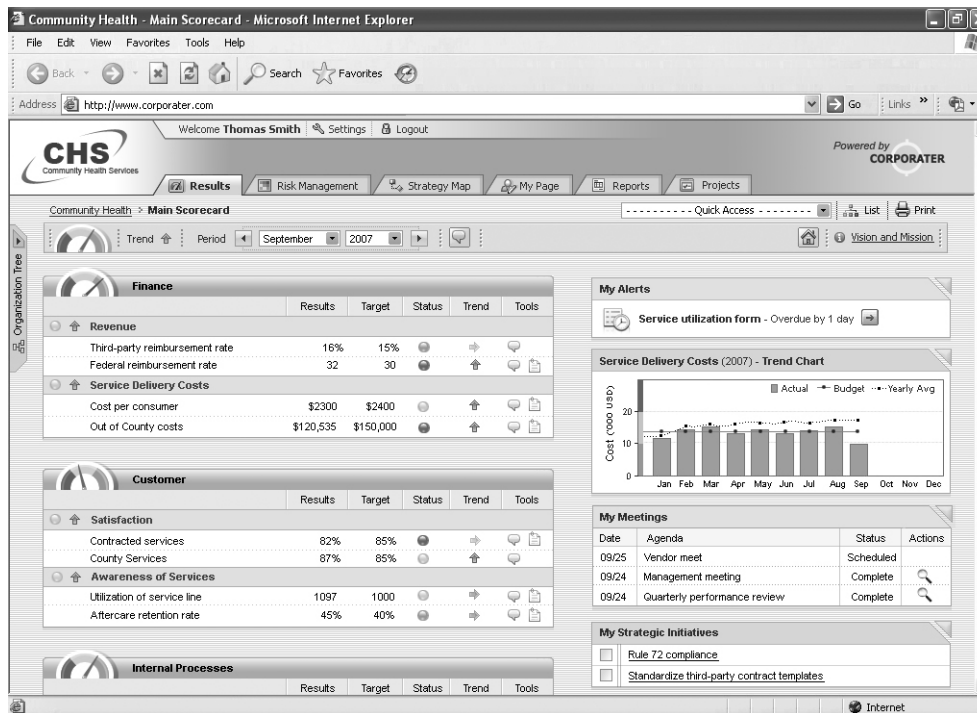 Community Health - Main Scorecard - Microsoft Internet Explorer
File Edit View Favorites Tools Help
Back Search Favorites
Address http://www.corporater.com Go Links »
Welcome Thomas Smith Settings Logout
CHS
Community Health Services
Powered by
CORPORATER
Results Risk Management Strategy Map My Page Reports Projects
Community Health > Main Scorecard
- - - - - - - - - - Quick Access - - - - - - - - List Print
Trend Period September 2007 Vision and Mission
Organization Tree
Finance
Results Target Status Trend Tools
Revenue
Third-party reimbursement rate 16% 15%
Federal reimbursement rate 32 30
Service Delivery Costs
Cost per consumer $2300 $2400
Out of County costs $120,535 $150,000
Customer
Results Target Status Trend Tools
Satisfaction
Contracted services 82% 85%
County Services 87% 85%
Awareness of Services
Utilization of service line 1097 1000
Aftercare retention rate 45% 40%
Internal Processes
Results Target Status Trend Tools
My Alerts
Service utilization form - Overdue by 1 day
Service Delivery Costs (2007) - Trend Chart
Actual Budget Yearly Avg
Cost ('000 USD)
20
10
0
Jan Feb Mar Apr May Jun Jul Aug Sep Oct Nov Dec
My Meetings
Date Agenda Status Actions
09/25 Vendor meet Scheduled
09/24 Management meeting Complete
09/24 Quarterly performance review Complete
My Strategic Initiatives
Rule 72 compliance
Standardize third-party contract templates
Internet